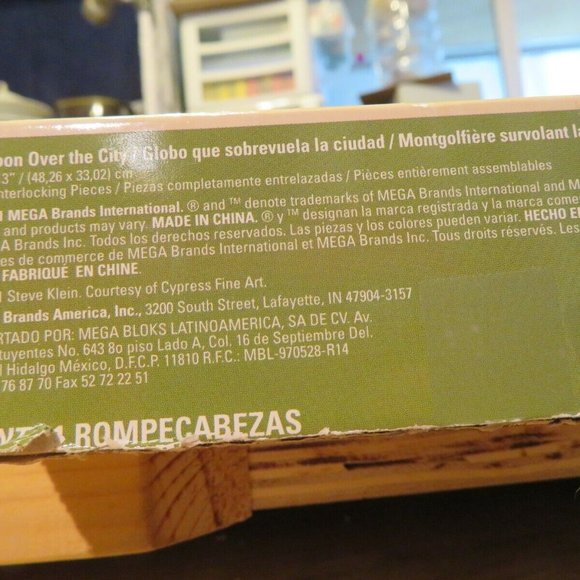 oon Over the City / Globo que sobrevuela la ciudad / Montgolfière survolant la
3" / (48,26 x 33,02) cm
nterlocking Pieces / Piezas completamente entrelazadas / Pièces entièrement assemblables
MEGA Brands International. ® and ™ denote trademarks of MEGA Brands International and M
and products may vary. MADE IN CHINA. ® y ™ designan la marca registrada y la marca come
A Brands Inc. Todos los derechos reservados. Las piezas y los colores pueden variar. HECHO E
es de commerce de MEGA Brands International et MEGA Brands Inc. Tous droits réservés. Les
FABRIQUÉ EN CHINE.
Steve Klein. Courtesy of Cypress Fine Art.
Brands America, Inc., 3200 South Street, Lafayette, IN 47904-3157
RTADO POR: MEGA BLOKS LATINOAMERICA, SA DE CV. Av.
tuyentes No. 643 8o piso Lado A, Col. 16 de Septiembre Del.
l Hidalgo México, D.F.C.P. 11810 R.F.C.: MBL-970528-R14
76 87 70 Fax 52 72 22 51
1 ROMPECABEZAS